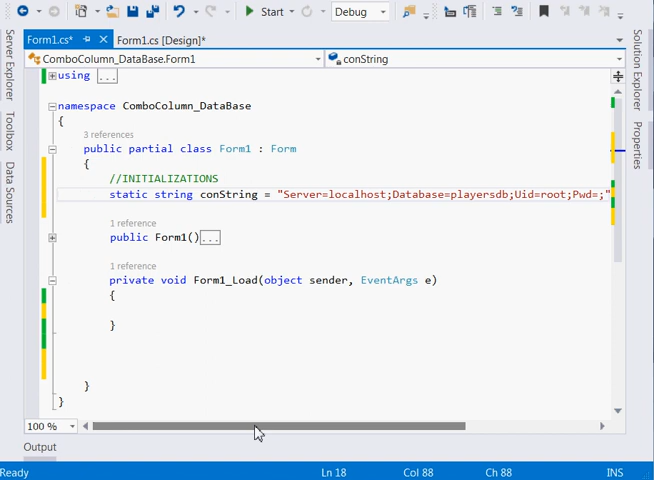 Start Debug
Form1.cs* Form1.cs [Design]*
ComboColumn_DataBase.Form1 conString
Server Explorer
Toolbox
Data Sources
using ...
namespace ComboColumn_DataBase
{
3 references
public partial class Form1 : Form
{
//INITIALIZATIONS
static string conString = "Server=localhost;Database=playersdb;Uid=root;Pwd=;"
1 reference
public Form1()...
1 reference
private void Form1_Load(object sender, EventArgs e)
{
}
}
}
Solution Explorer
Properties
100 %
Output
Ready Ln 18 Col 88 Ch 88 INS